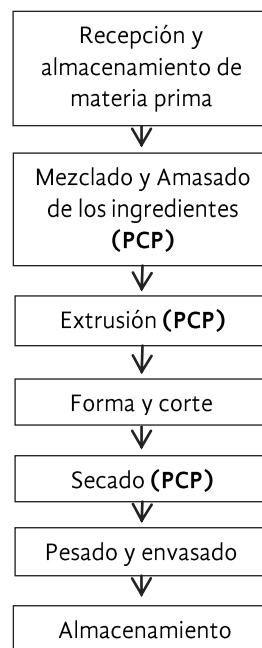 Recepción y
almacenamiento de
materia prima
Mezclado y Amasado
de los ingredientes
(PCP)
Extrusión (PCP)
Forma y corte
Secado (PCP)
Pesado y envasado
Almacenamiento